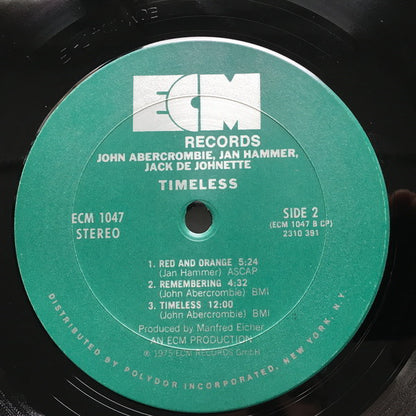 ECM
RECORDS
JOHN ABERCROMBIE, JAN HAMMER,
JACK DE JOHNETTE
TIMELESS
ECM 1047
STEREO
SIDE 2
(ECM 1047 B CP)
2310 391
1. RED AND ORANGE 5:24
(Jan Hammer) ASCAP
2. REMEMBERING 4:32
(John Abercrombie) BMI
3. TIMELESS 12:00
(John Abercrombie) BMI
Produced by Manfred Eicher
AN ECM PRODUCTION
℗ 1975 ECM RECORDS GmbH
DISTRIBUTED BY POLYDOR INCORPORATED, NEW YORK, N.Y.